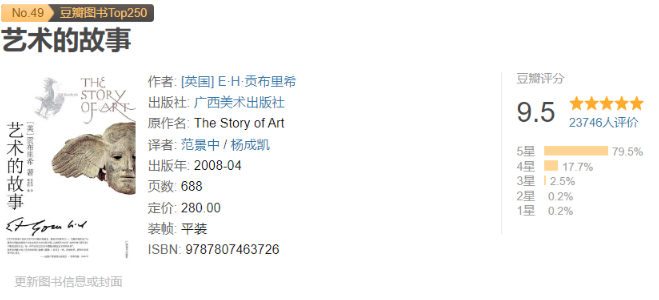 No.49 豆瓣图书Top250
艺术的故事
THE
STORY
OF ART
[英] 贡布里希 著
艺术的故事
作者: [英国] E·H·贡布里希
出版社: 广西美术出版社
原作名: The Story of Art
译者: 范景中 / 杨成凯
出版年: 2008-04
页数: 688
定价: 280.00
装帧: 平装
ISBN: 9787807463726
更新图书信息或封面
豆瓣评分
9.5
23746人评价
5星 79.5%
4星 17.7%
3星 2.5%
2星 0.2%
1星 0.2%